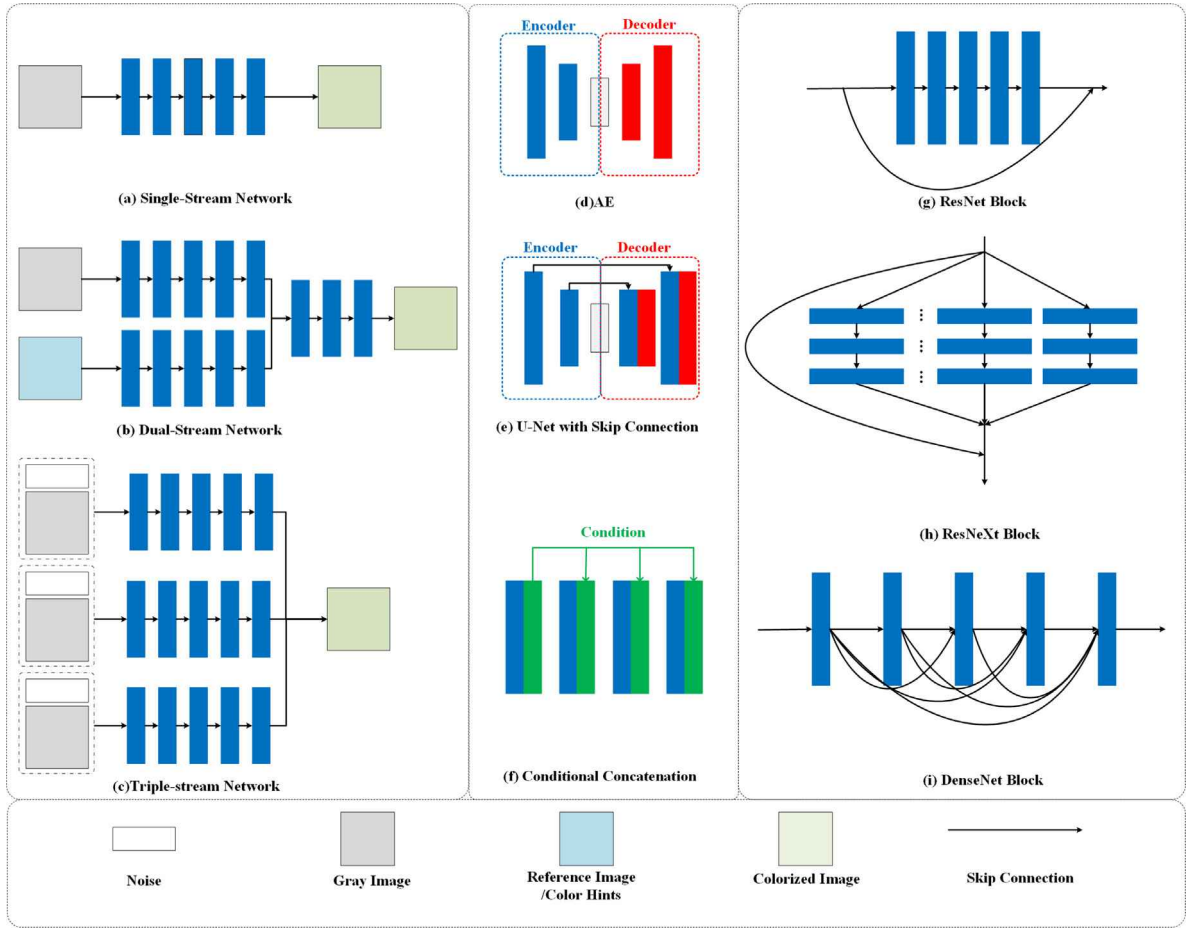 (a) Single-Stream Network
(b) Dual-Stream Network
(c)Triple-stream Network
Encoder
Decoder
(d)AE
Encoder
Decoder
(e) U-Net with Skip Connection
Condition
(f) Conditional Concatenation
(g) ResNet Block
(h) ResNeXt Block
(i) DenseNet Block
Noise
Gray Image
Reference Image
/Color Hints
Colorized Image
Skip Connection